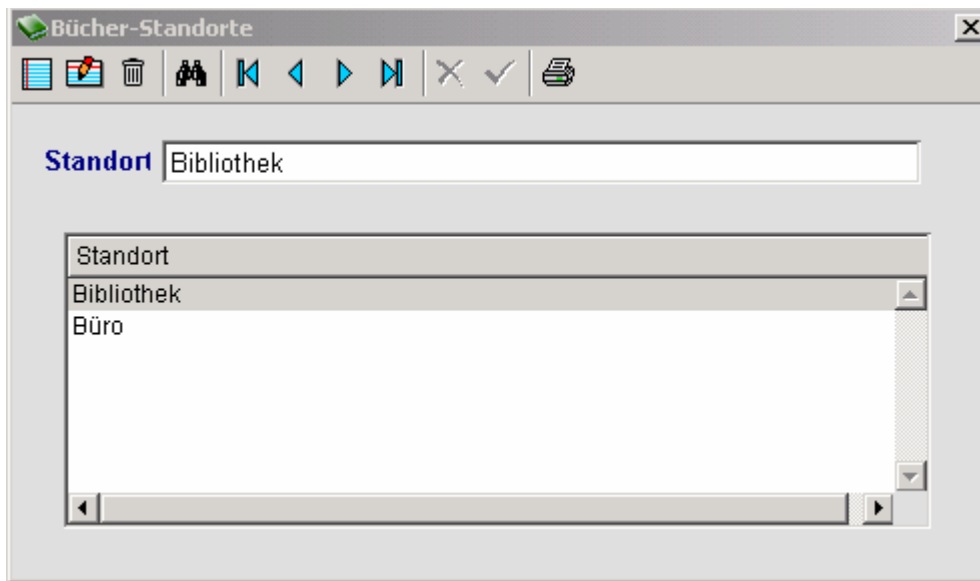 Bücher-Standorte
Standort Bibliothek
Standort
Bibliothek
Büro